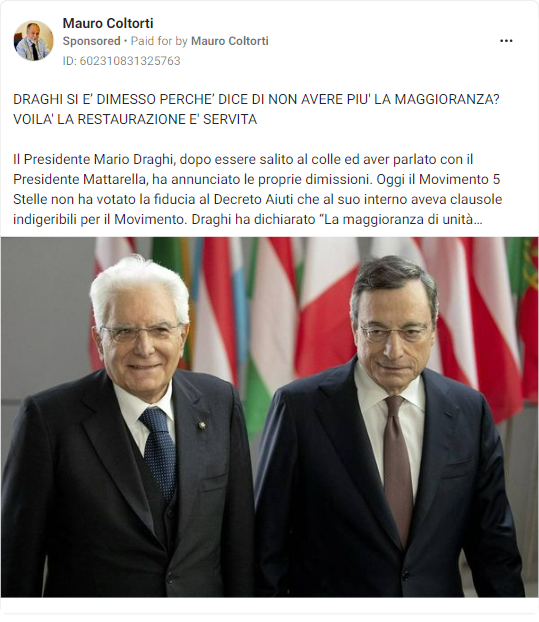 Mauro Coltorti
Sponsored • Paid for by Mauro Coltorti
ID: 602310831325763
DRAGHI SI E’ DIMESSO PERCHE’ DICE DI NON AVERE PIU' LA MAGGIORANZA?
VOILA' LA RESTAURAZIONE E' SERVITA
Il Presidente Mario Draghi, dopo essere salito al colle ed aver parlato con il
Presidente Mattarella, ha annunciato le proprie dimissioni. Oggi il Movimento 5
Stelle non ha votato la fiducia al Decreto Aiuti che al suo interno aveva clausole
indigeribili per il Movimento. Draghi ha dichiarato “La maggioranza di unità...